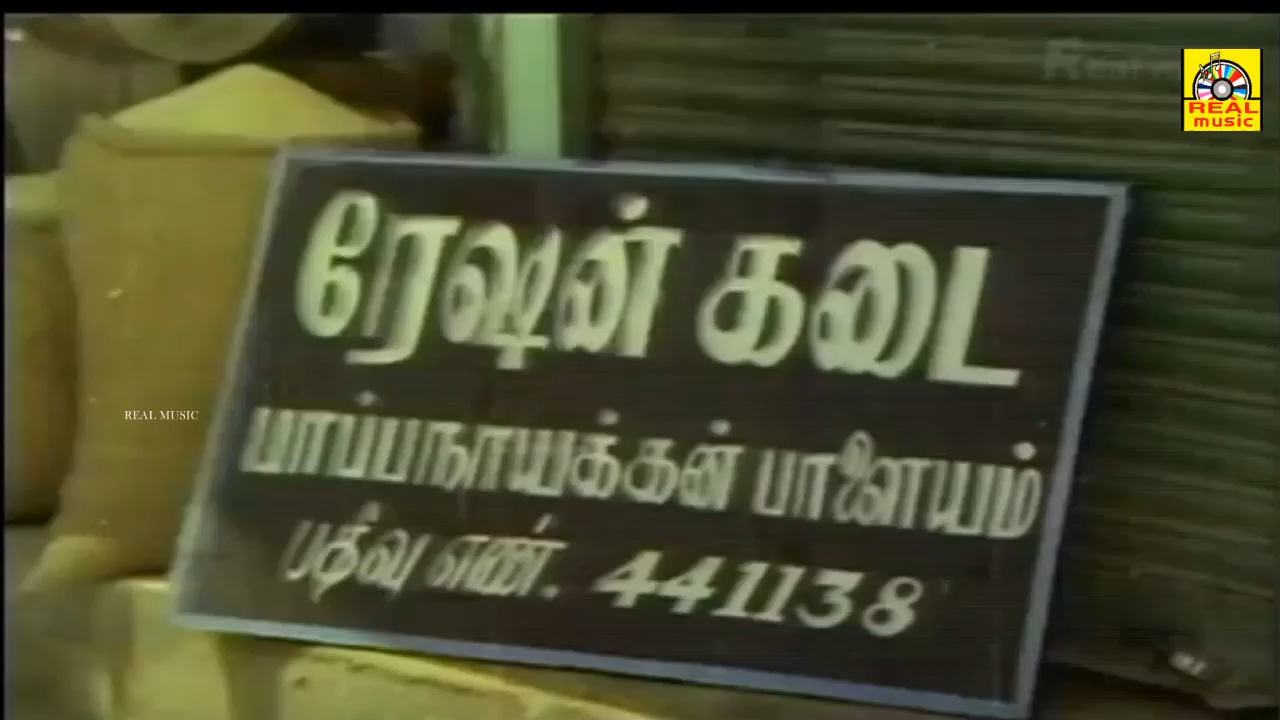 REAL
music
ரேஷன் கடை
பாப்பநாயக்கன் பாளையம்
பதிவு எண். 441138
REAL MUSIC